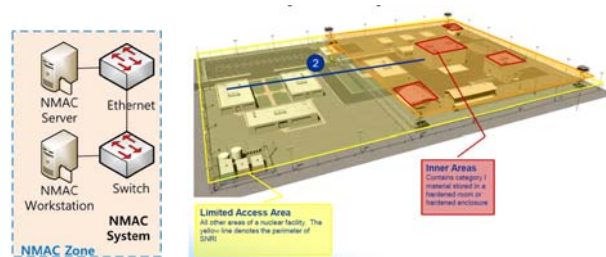 NMAC
Server
Ethernet
NMAC
Workstation
Switch
NMAC
System
NMAC Zone
2
Inner Areas
Contains category I
material stored in a
hardened room or
hardened enclosure
Limited Access Area
All other areas of a nuclear facility. The
yellow line denotes the perimeter of
SNRI